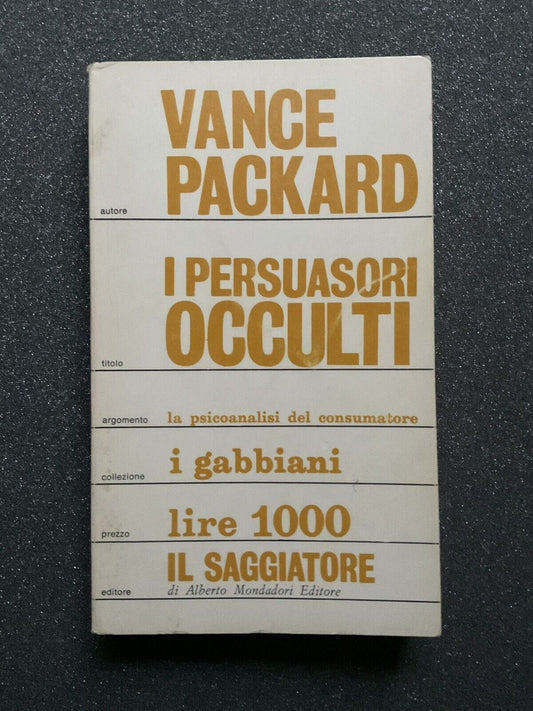 VANCE
autore PACKARD
I PERSUASORI
titolo OCCULTI
argomento la psicoanalisi del consumatore
collezione i gabbiani
prezzo lire 1000
IL SAGGIATORE
editore di Alberto Mondadori Editore